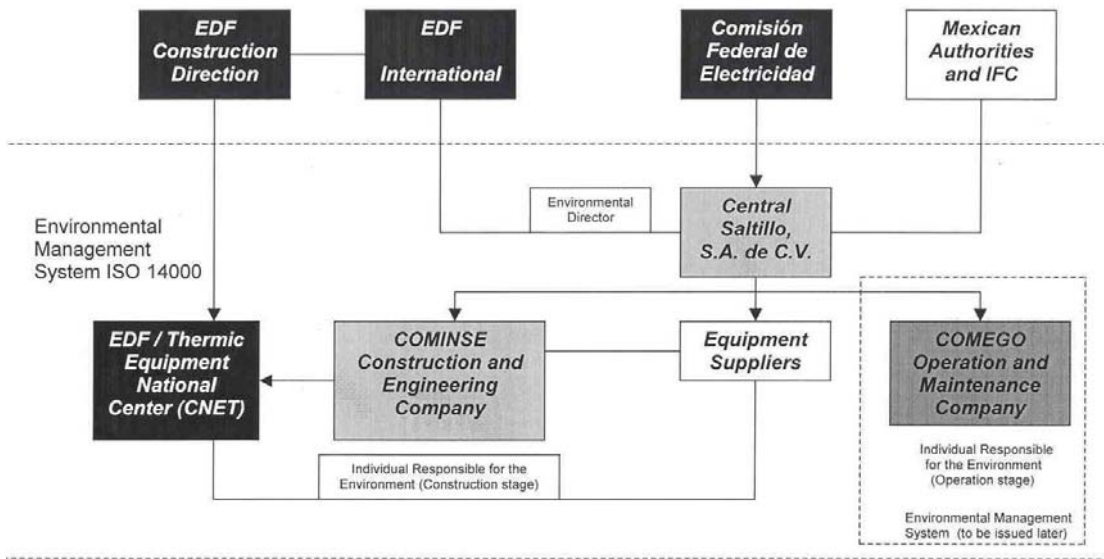 EDF
Construction
Direction
EDF
International
Comisión
Federal de
Electricidad
Mexican
Authorities
and IFC
Environmental
Director
Central
Saltillo,
S.A. de C.V.
Environmental
Management
System ISO 14000
EDF / Thermic
Equipment
National
Center (CNET)
COMINSE
Construction and
Engineering
Company
Equipment
Suppliers
COMEGO
Operation and
Maintenance
Company
Individual Responsible for the
Environment (Construction stage)
Individual Responsible
for the Environment
(Operation stage)
Environmental Management
System (to be issued later)